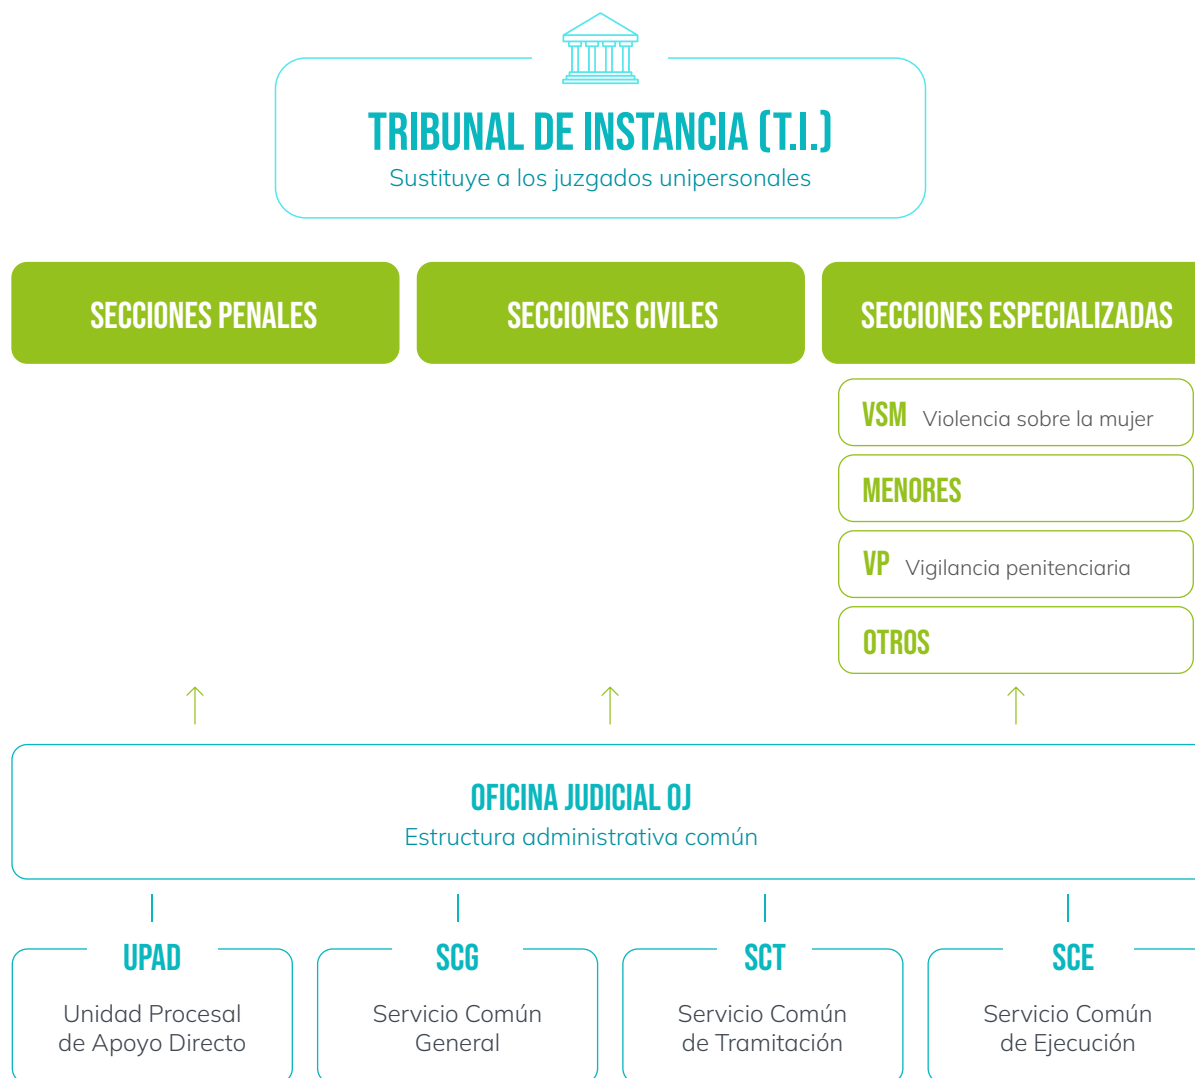 TRIBUNAL DE INSTANCIA (T.I.)
Sustituye a los juzgados unipersonales
SECCIONES PENALES
SECCIONES CIVILES
SECCIONES ESPECIALIZADAS
VSM Violencia sobre la mujer
MENORES
VP Vigilancia penitenciaria
OTROS
OFICINA JUDICIAL OJ
Estructura administrativa común
UPAD
Unidad Procesal
de Apoyo Directo
SCG
Servicio Común
General
SCT
Servicio Común
de Tramitación
SCE
Servicio Común
de Ejecución